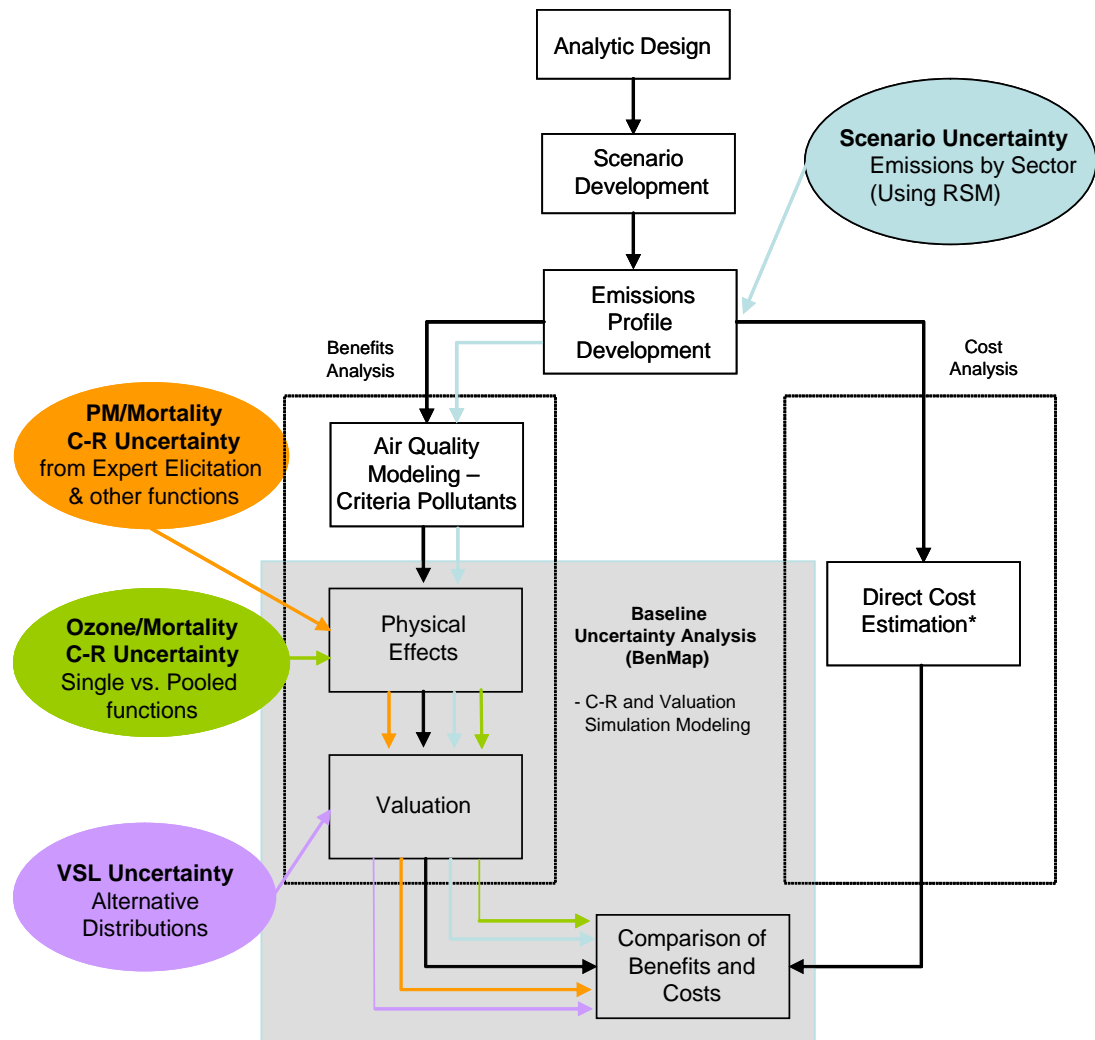 Analytic Design
Scenario
Development
Scenario Uncertainty
Emissions by Sector
(Using RSM)
Emissions
Profile
Development
Benefits
Analysis
Cost
Analysis
PM/Mortality
C-R Uncertainty
from Expert Elicitation
& other functions
Air Quality
Modeling –
Criteria Pollutants
Ozone/Mortality
C-R Uncertainty
Single vs. Pooled
functions
Physical
Effects
Baseline
Uncertainty Analysis
(BenMap)
- C-R and Valuation
Simulation Modeling
Direct Cost
Estimation*
Valuation
VSL Uncertainty
Alternative
Distributions
Comparison of
Benefits and
Costs